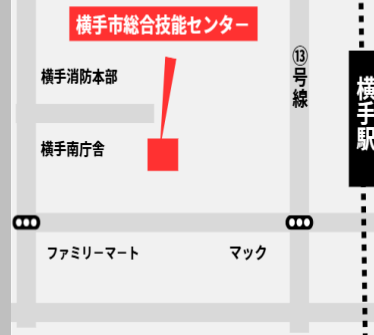 横手市総合技能センター
横手消防本部
⑬号線
横手駅
横手南庁舎
ファミリーマート
マック